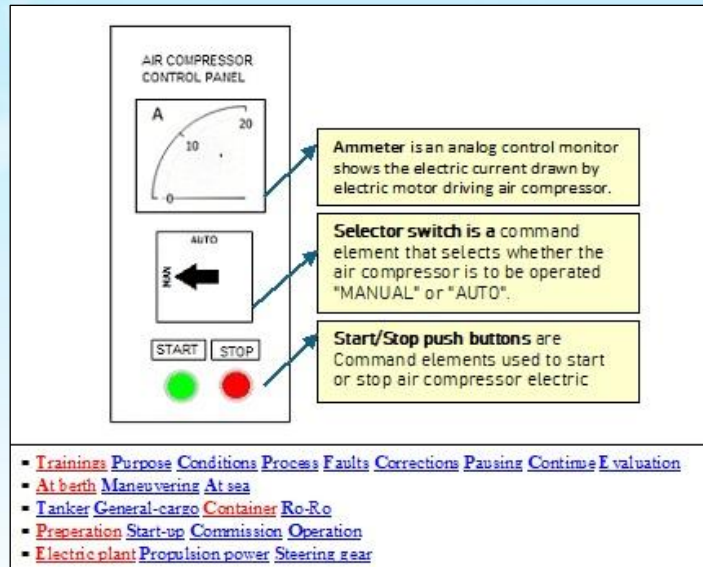 AIR COMPRESSOR
CONTROL PANEL
A
20
10
0
Ammeter is an analog control monitor
shows the electric current drawn by
electric motor driving air compressor.
AUTO
MAN
Selector switch is a command
element that selects whether the
air compressor is to be operated
"MANUAL" or "AUTO".
START STOP
Start/Stop push buttons are
Command elements used to start
or stop air compressor electric
▪ Trainings Purpose Conditions Process Faults Corrections Pausing Continue Evaluation
▪ At berth Maneuvering At sea
▪ Tanker General-cargo Container Ro-Ro
▪ Preperation Start-up Commission Operation
▪ Electric plant Propulsion power Steering gear